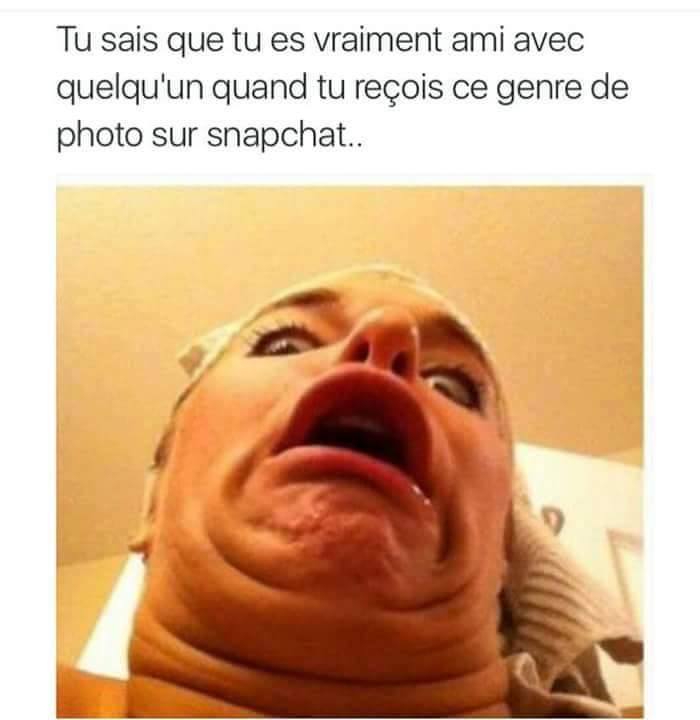 Tu sais que tu es vraiment ami avec
quelqu'un quand tu reçois ce genre de
photo sur snapchat..